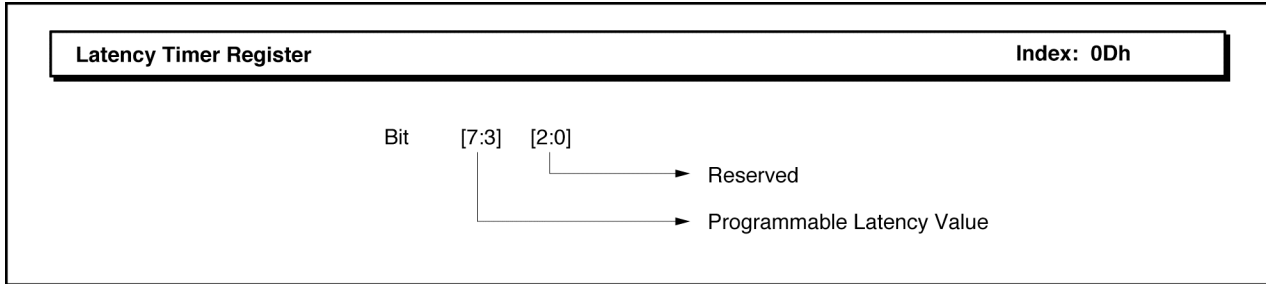 Latency Timer Register Index: 0Dh
Bit [7:3] [2:0]
Reserved
Programmable Latency Value